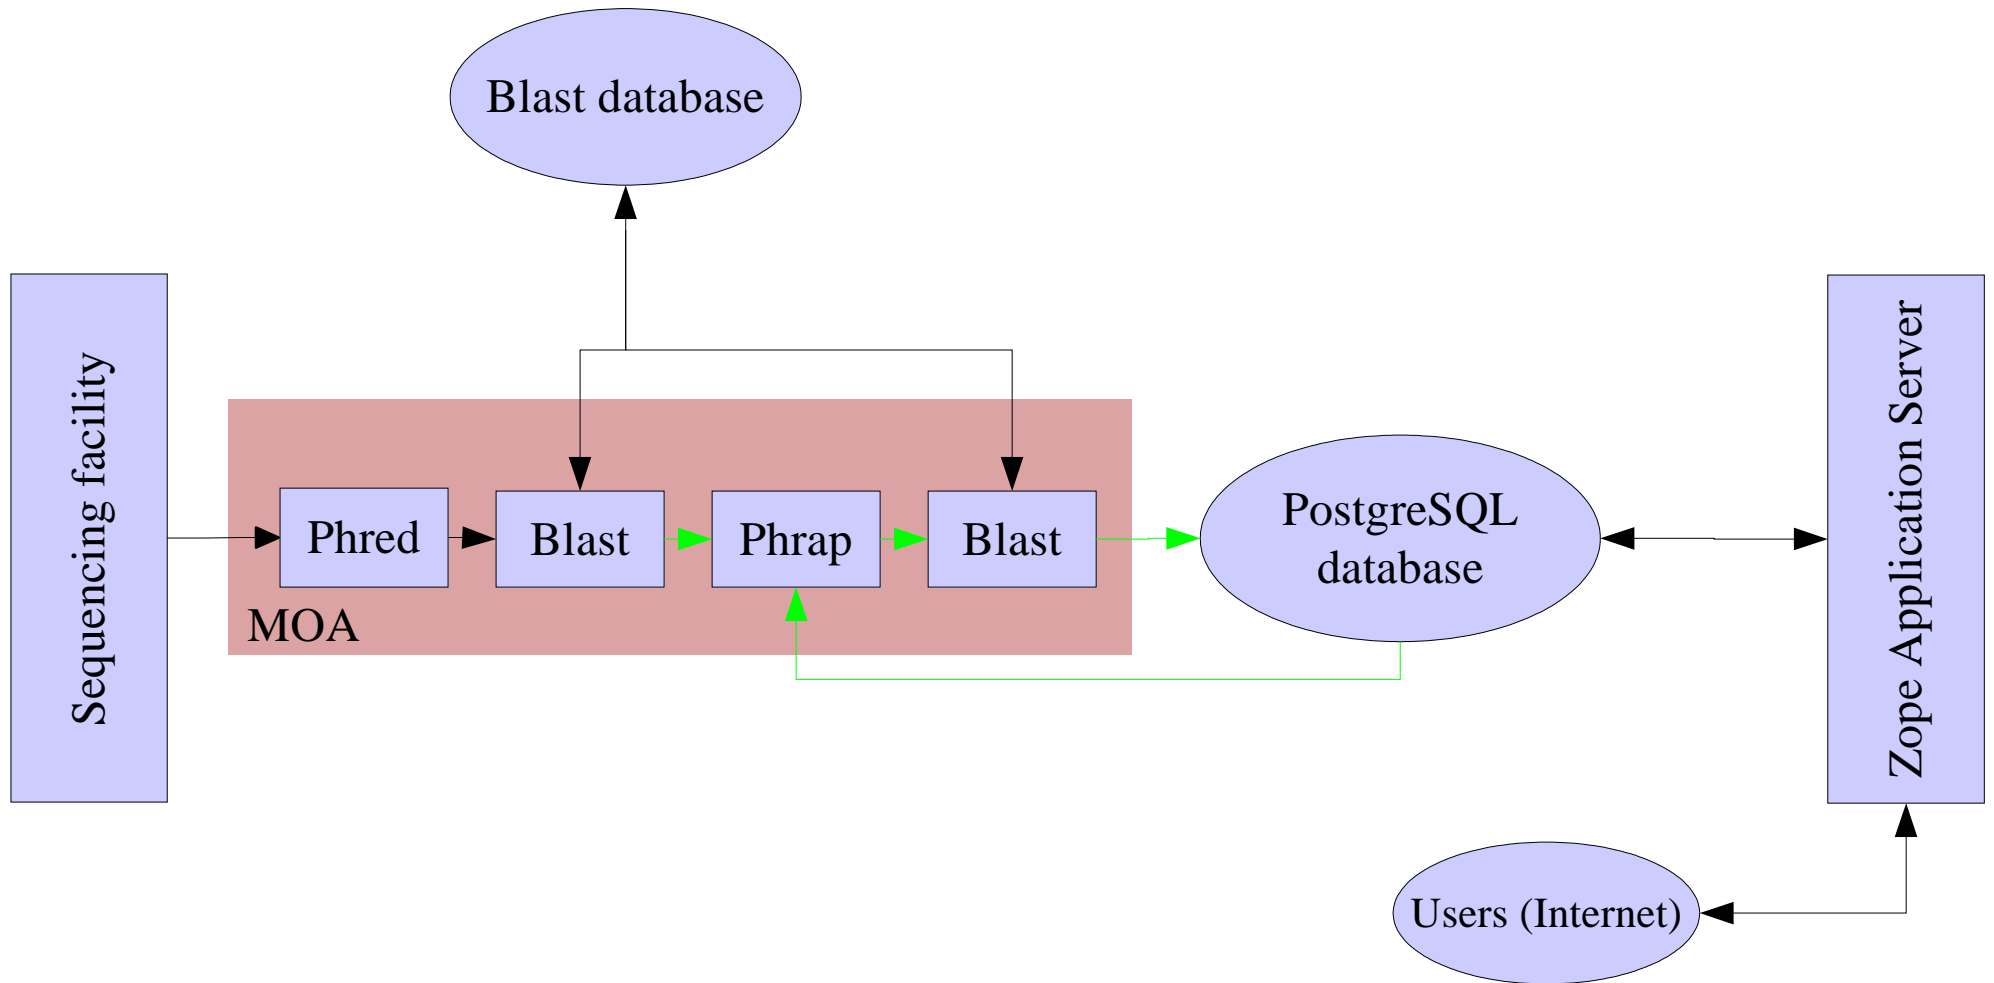 Blast database
Sequencing facility
Phred
Blast
Phrap
Blast
MOA
PostgreSQL
database
Zope Application Server
Users (Internet)